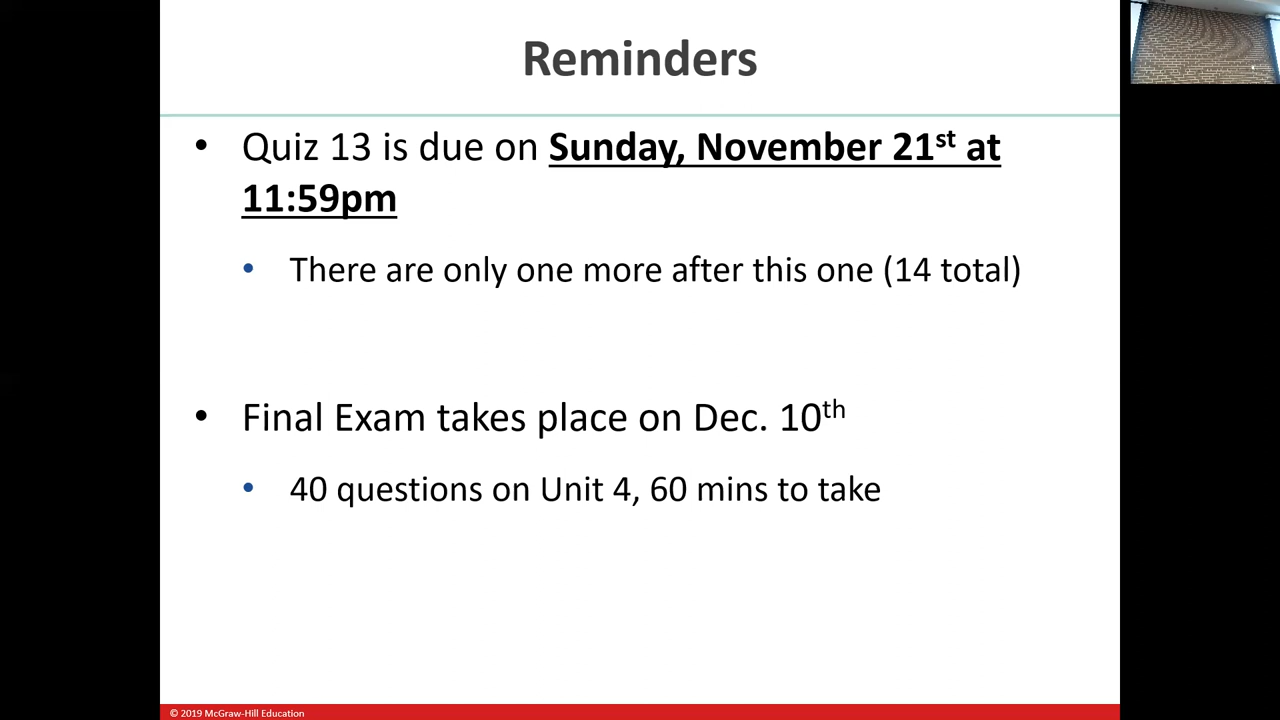 Reminders
• Quiz 13 is due on Sunday, November 21st at
11:59pm
• There are only one more after this one (14 total)
• Final Exam takes place on Dec. 10th
• 40 questions on Unit 4, 60 mins to take
© 2019 McGraw-Hill Education